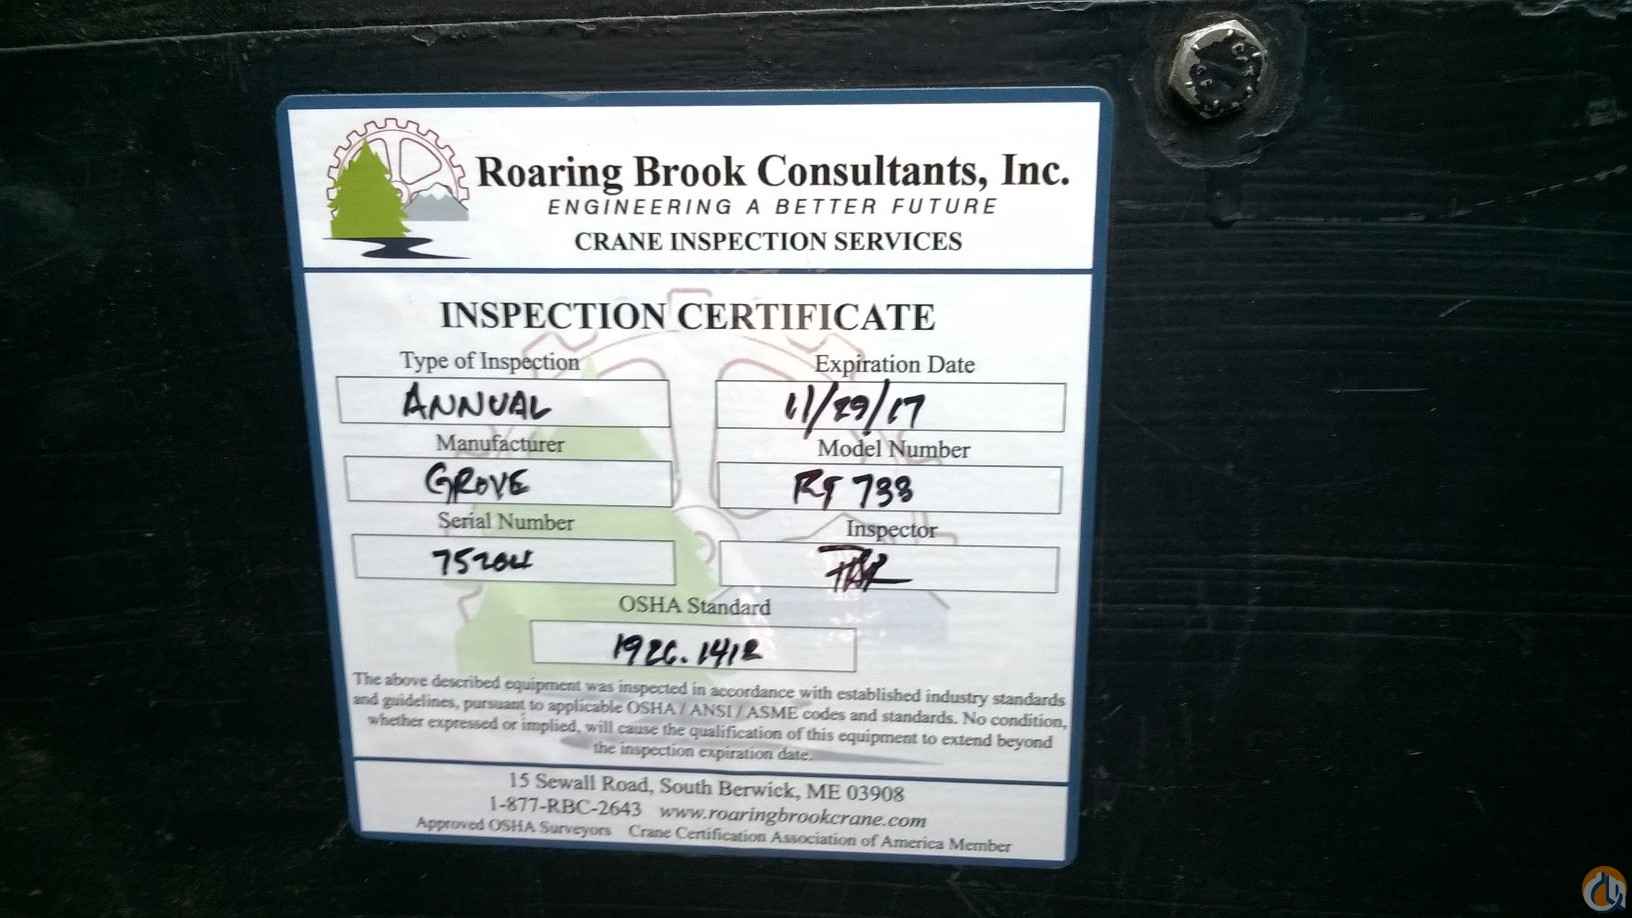 Roaring Brook Consultants, Inc.
ENGINEERING A BETTER FUTURE
CRANE INSPECTION SERVICES
INSPECTION CERTIFICATE
Type of Inspection Expiration Date
ANNUAL 11/29/17
Manufacturer Model Number
GROVE RT 733
Serial Number Inspector
75204
OSHA Standard
1926.1412
The above described equipment was inspected in accordance with established industry standards
and guidelines, pursuant to applicable OSHA / ANSI / ASME codes and standards. No condition,
whether expressed or implied, will cause the qualification of this equipment to extend beyond
the inspection expiration date.
15 Sewall Road, South Berwick, ME 03908
1-877-RBC-2643 www.roaringbrookcrane.com
Approved OSHA Surveyors Crane Certification Association of America Member